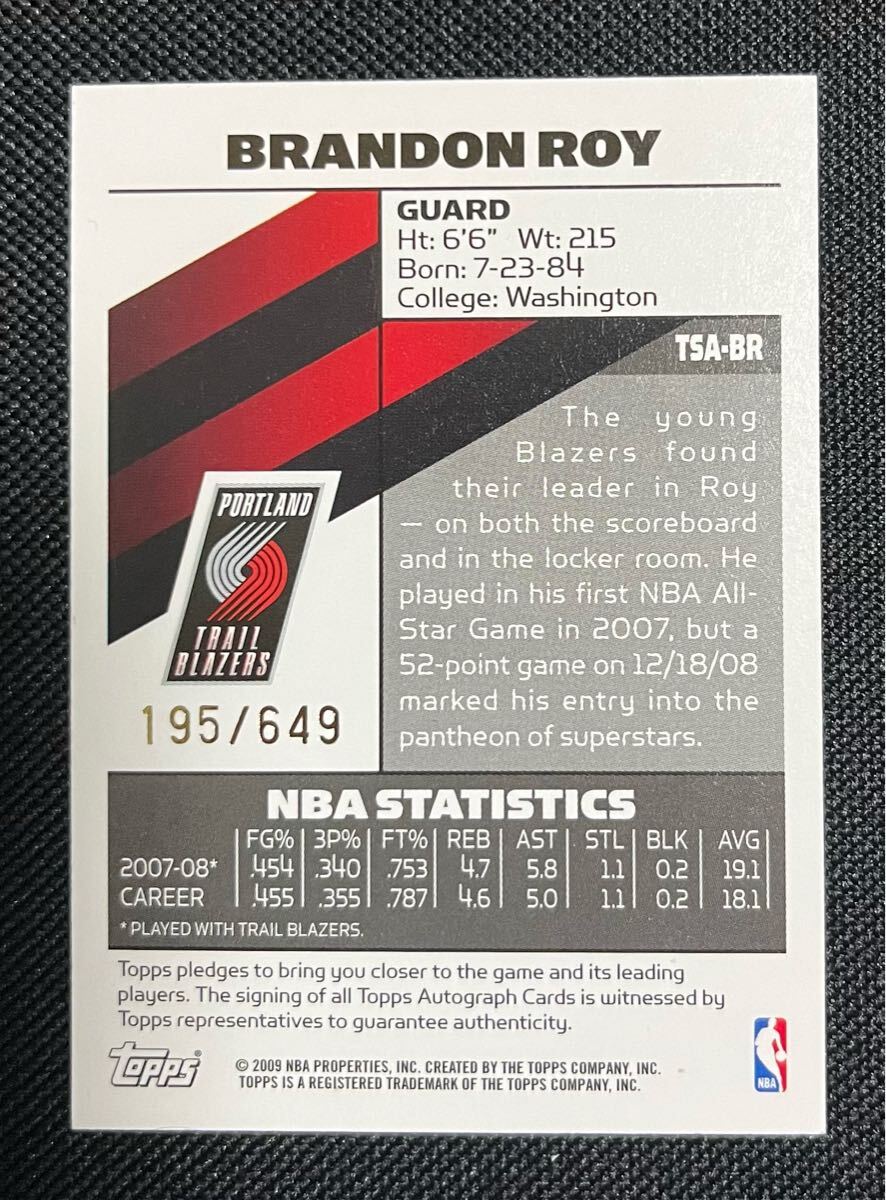 BRANDON ROY
GUARD
Ht: 6'6" Wt: 215
Born: 7-23-84
College: Washington
TSA-BR
The young
Blazers found
their leader in Roy
— on both the scoreboard
and in the locker room. He
played in his first NBA All-
Star Game in 2007, but a
52-point game on 12/18/08
marked his entry into the
pantheon of superstars.
PORTLAND
TRAIL
BLAZERS
195/649
NBA STATISTICS
FG% 3P% FT% REB AST STL BLK AVG
2007-08* .454 .340 .753 4.7 5.8 1.1 0.2 19.1
CAREER .455 .355 .787 4.6 5.0 1.1 0.2 18.1
*PLAYED WITH TRAIL BLAZERS.
Topps pledges to bring you closer to the game and its leading
players. The signing of all Topps Autograph Cards is witnessed by
Topps representatives to guarantee authenticity.
Topps®
© 2009 NBA PROPERTIES, INC. CREATED BY THE TOPPS COMPANY, INC.
TOPPS IS A REGISTERED TRADEMARK OF THE TOPPS COMPANY, INC.
NBA